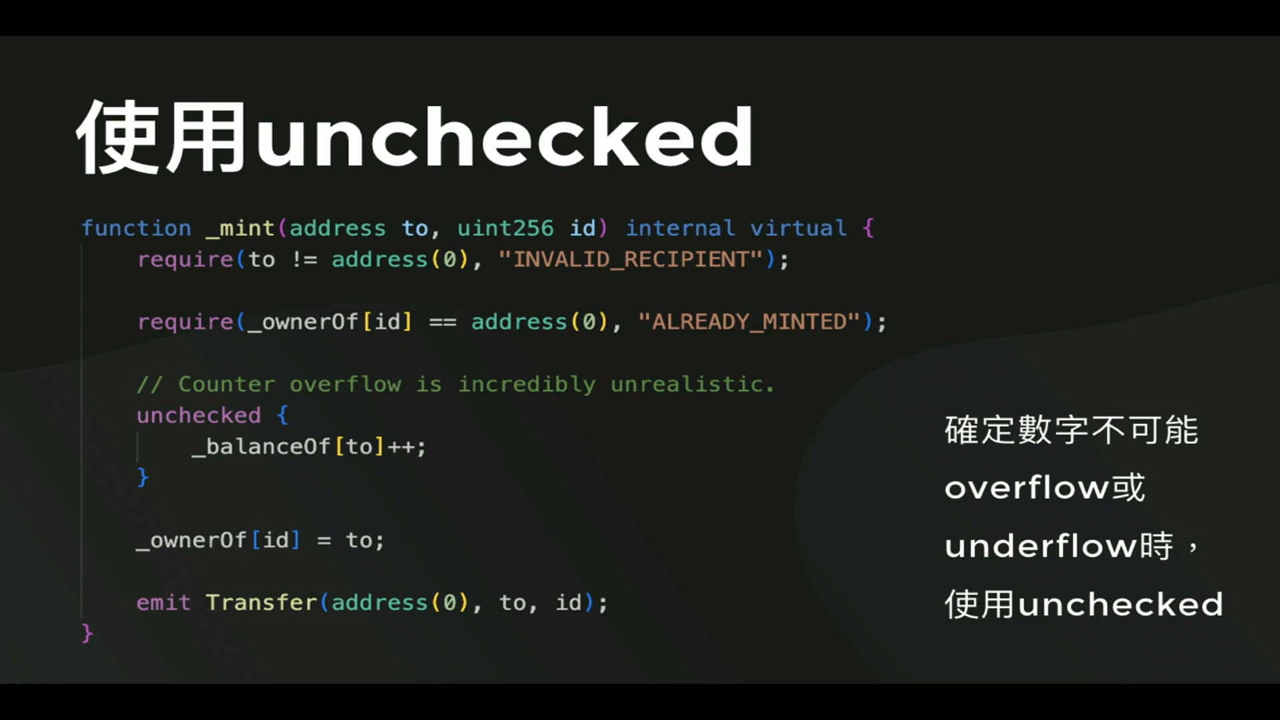 使用unchecked
function _mint(address to, uint256 id) internal virtual {
require(to != address(0), "INVALID_RECIPIENT");
require(_ownerOf[id] == address(0), "ALREADY_MINTED");
// Counter overflow is incredibly unrealistic.
unchecked {
_balanceOf[to]++;
}
_ownerOf[id] = to;
emit Transfer(address(0), to, id);
}
確定數字不可能
overflow或
underflow時，
使用unchecked